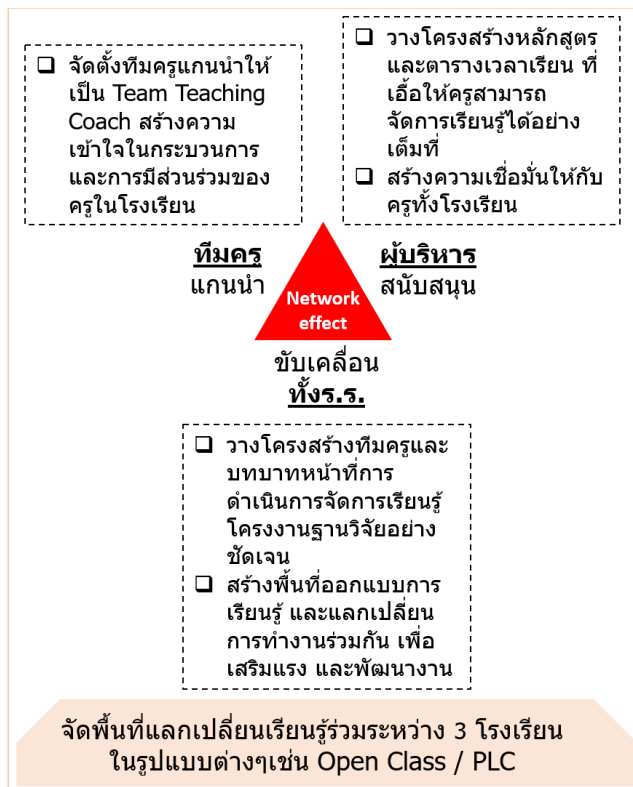 ❑ จัดตั้งทีมครูแกนนำให้
เป็น Team Teaching
Coach สร้างความ
เข้าใจในกระบวนการ
และการมีส่วนร่วมของ
ครูในโรงเรียน
❑ วางโครงสร้างหลักสูตร
และตารางเวลาเรียน ที่
เอื้อให้ครูสามารถ
จัดการเรียนรู้ได้อย่าง
เต็มที่
❑ สร้างความเชื่อมั่นให้กับ
ครูทั้งโรงเรียน
ทีมครู
แกนนำ
ผู้บริหาร
สนับสนุน
Network
effect
ขับเคลื่อน
ทั้งร.ร.
❑ วางโครงสร้างทีมครูและ
บทบาทหน้าที่การ
ดำเนินการจัดการเรียนรู้
โครงงานฐานวิจัยอย่าง
ชัดเจน
❑ สร้างพื้นที่ออกแบบการ
เรียนรู้ และแลกเปลี่ยน
การทำงานร่วมกัน เพื่อ
เสริมแรง และพัฒนางาน
จัดพื้นที่แลกเปลี่ยนเรียนรู้ร่วมระหว่าง 3 โรงเรียน
ในรูปแบบต่างๆเช่น Open Class / PLC